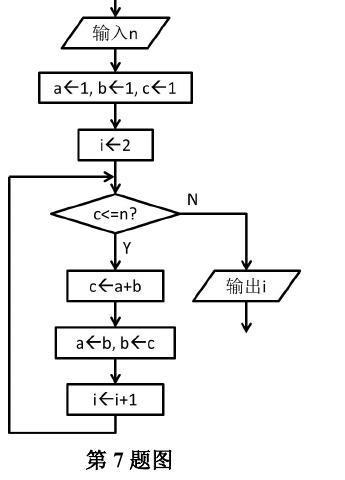 输入n
a←1, b←1, c←1
i←2
c<=n?
N
Y
c←a+b
输出i
a←b, b←c
i←i+1
第 7 题图